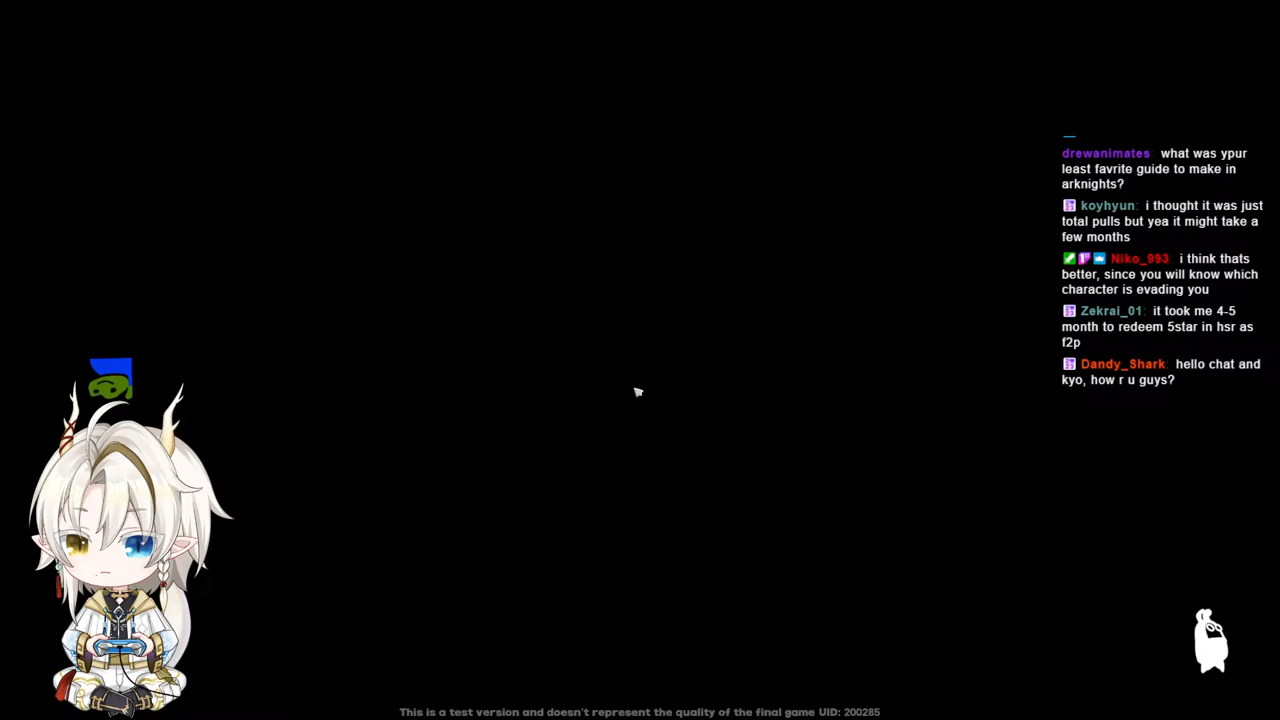 drewanimates: what was ypur
least favrite guide to make in
arknights?
koyhyun: i thought it was just
total pulls but yea it might take a
few months
Niko_993 i think thats
better, since you will know which
character is evading you
Zekrai_01: it took me 4-5
month to redeem 5star in hsr as
f2p
Dandy_Shark: hello chat and
kyo, how r u guys?
This is a test version and doesn't represent the quality of the final game UID: 200285